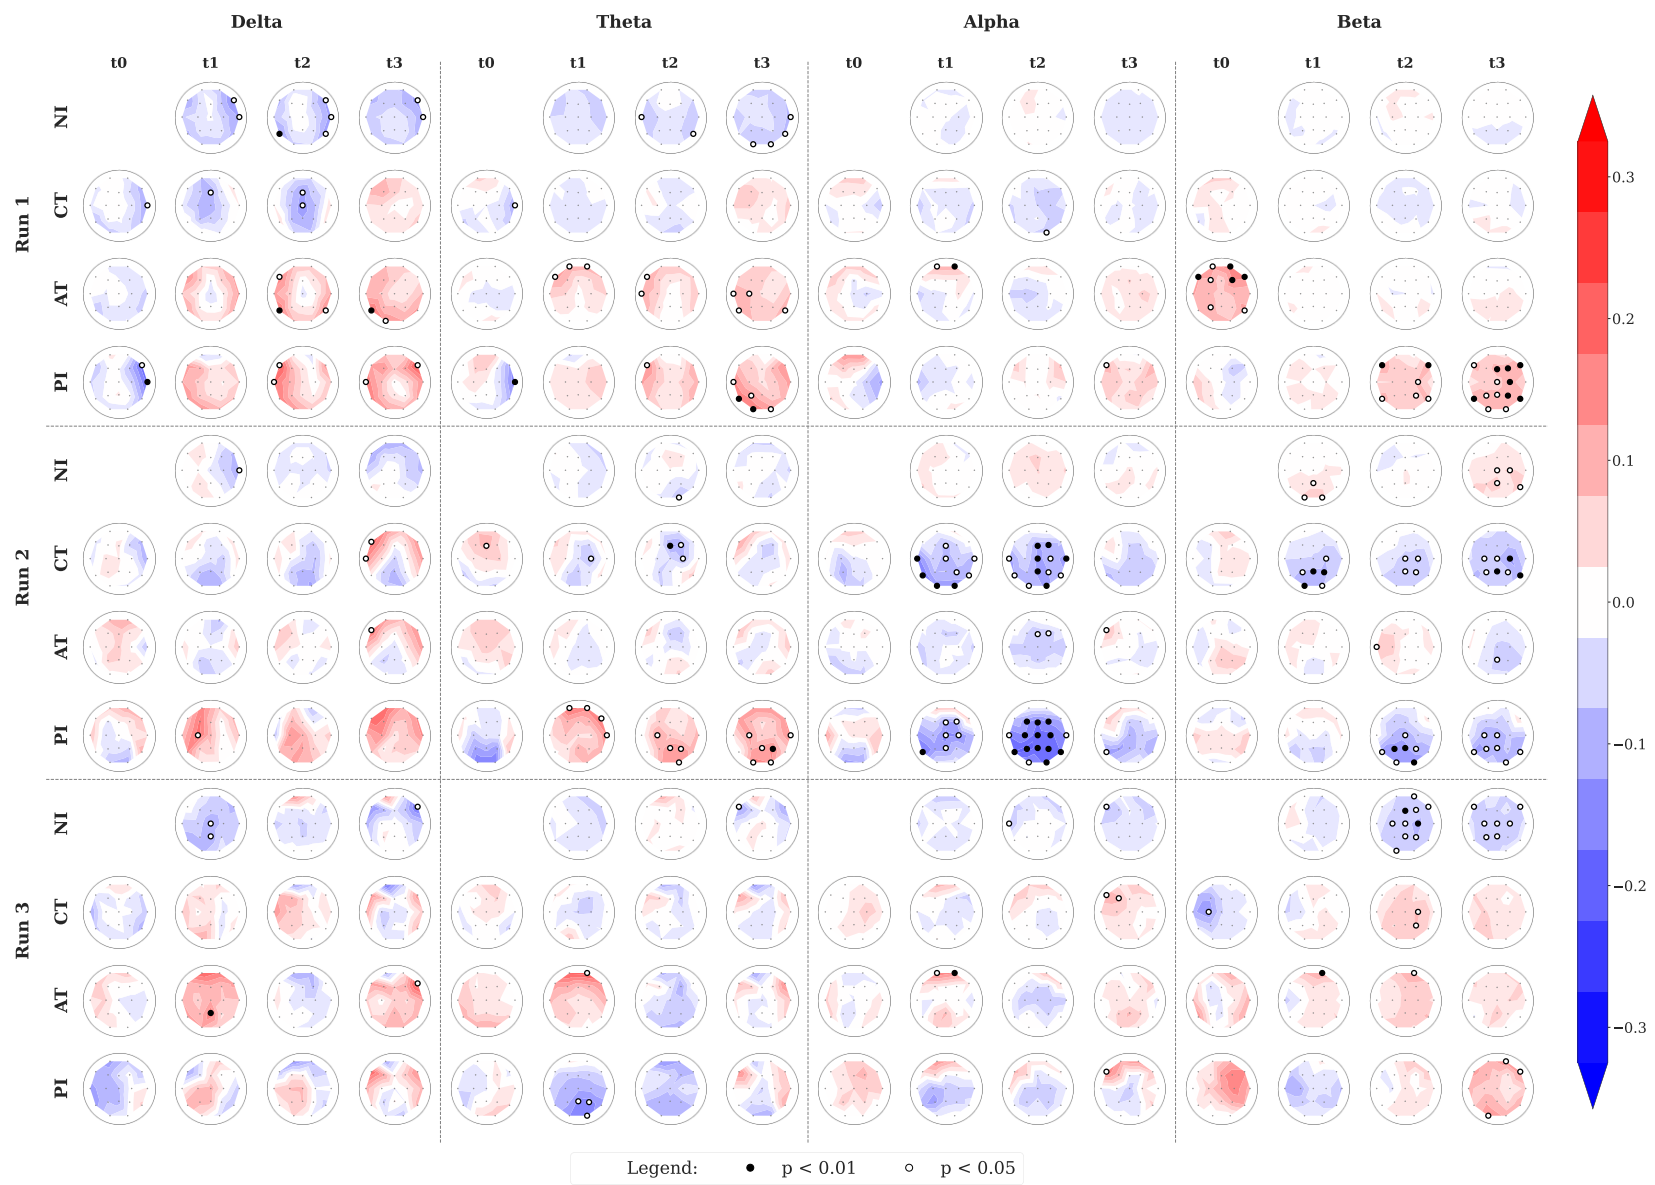 Delta Theta Alpha Beta
t0 t1 t2 t3 t0 t1 t2 t3 t0 t1 t2 t3 t0 t1 t2 t3
Run 1
NI
CT
AT
PI
Run 2
NI
CT
AT
PI
Run 3
NI
CT
AT
PI
0.3
0.2
0.1
0.0
−0.1
−0.2
−0.3
Legend: p < 0.01 p < 0.05